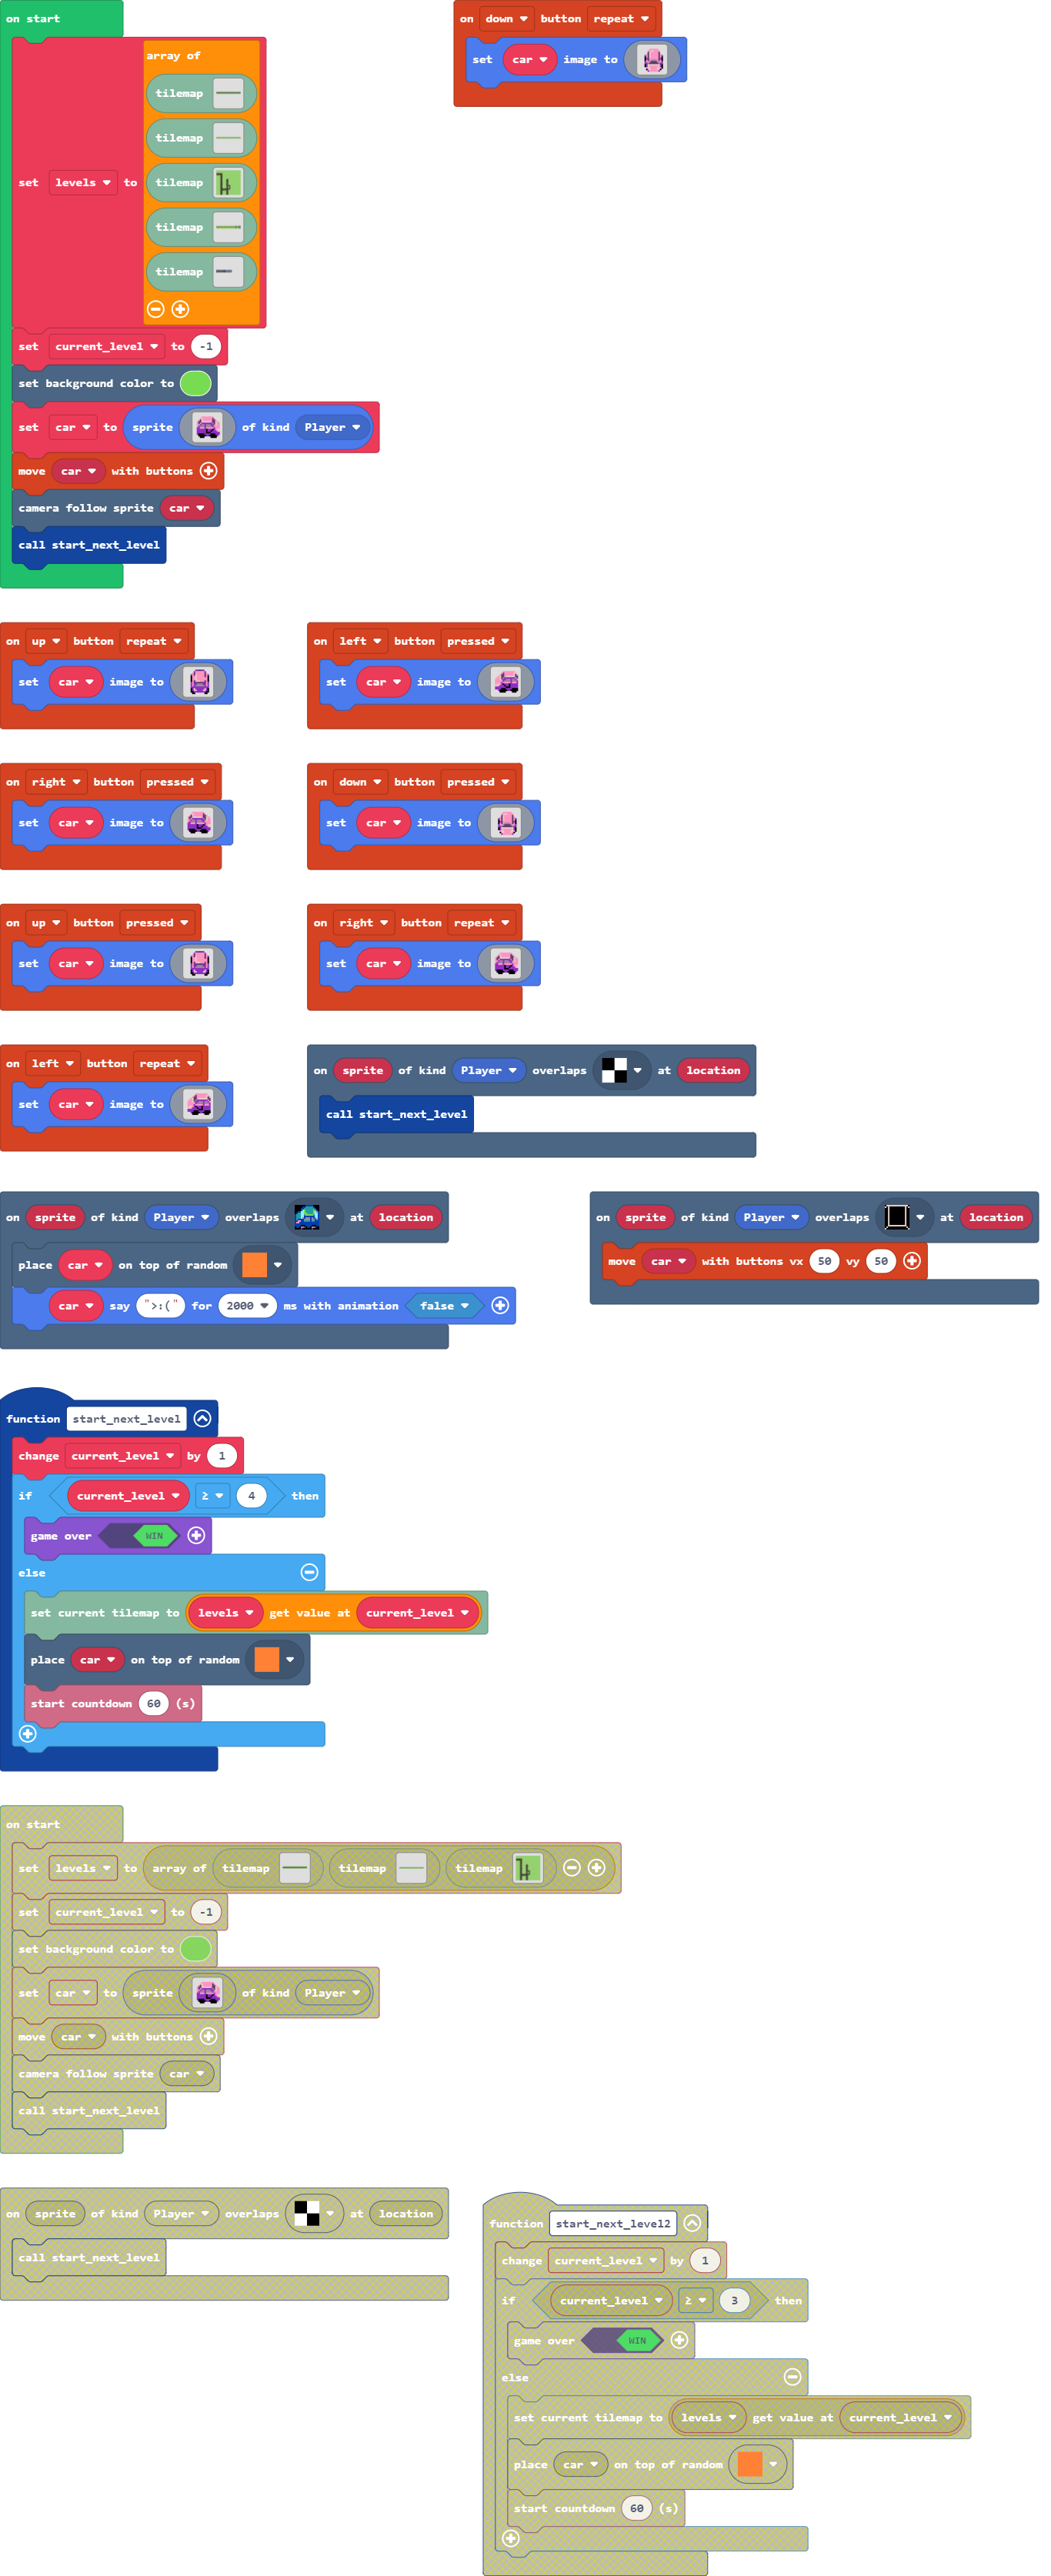 on start
array of
tilemap
tilemap
set levels to tilemap
tilemap
tilemap
set current_level to -1
set background color to
set car to sprite of kind Player
move car with buttons
camera follow sprite car
call start_next_level
on down button repeat
set car image to
on up button repeat
set car image to
on left button pressed
set car image to
on right button pressed
set car image to
on down button pressed
set car image to
on up button pressed
set car image to
on right button repeat
set car image to
on left button repeat
set car image to
on sprite of kind Player overlaps at location
call start_next_level
on sprite of kind Player overlaps at location
place car on top of random
car say ">:(" for 2000 ms with animation false
on sprite of kind Player overlaps at location
move car with buttons vx 50 vy 50
function start_next_level
change current_level by 1
if current_level ≥ 4 then
game over WIN
else
set current tilemap to levels get value at current_level
place car on top of random
start countdown 60 (s)
on start
set levels to array of tilemap tilemap tilemap
set current_level to -1
set background color to
set car to sprite of kind Player
move car with buttons
camera follow sprite car
call start_next_level
on sprite of kind Player overlaps at location
call start_next_level
function start_next_level2
change current_level by 1
if current_level ≥ 3 then
game over WIN
else
set current tilemap to levels get value at current_level
place car on top of random
start countdown 60 (s)